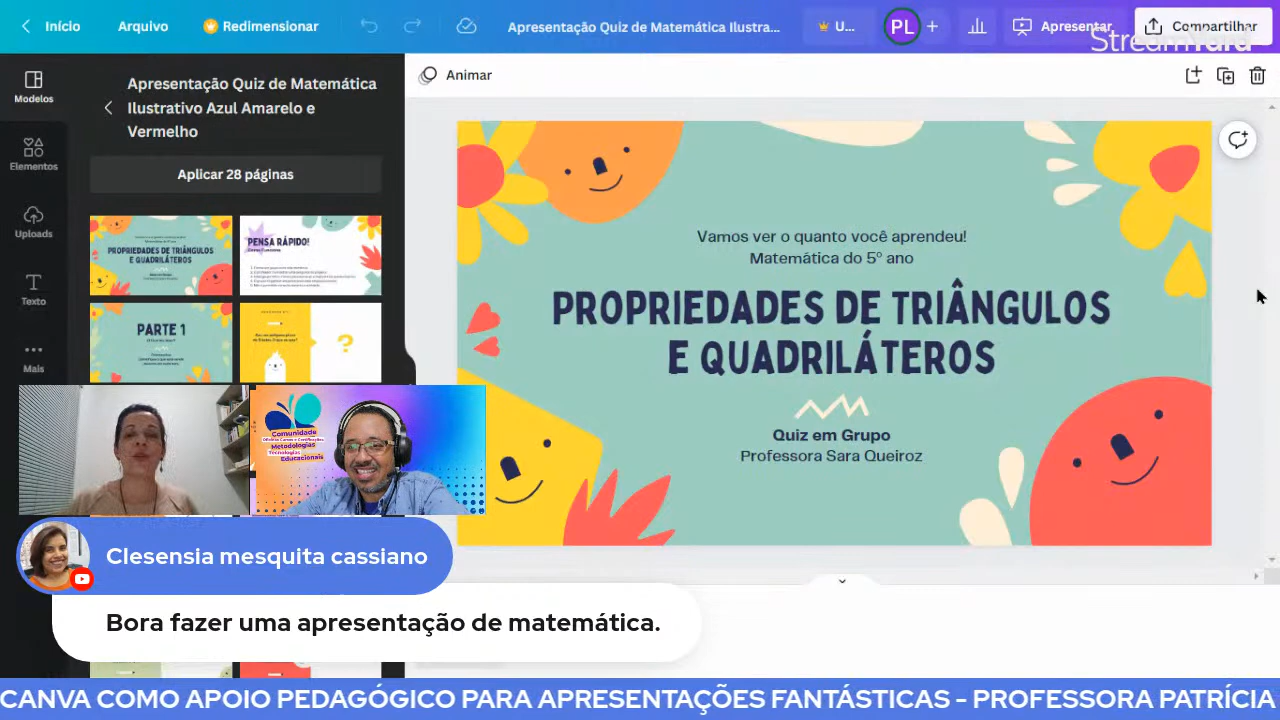 Início
Arquivo
Redimensionar
Apresentação Quiz de Matemática Ilustra...
U...
PL
+
Apresentar
Compartilhar
StreamYard
Modelos
Elementos
Uploads
Texto
Mais
Apresentação Quiz de Matemática
Ilustrativo Azul Amarelo e
Vermelho
Aplicar 28 páginas
PROPRIEDADES DE TRIÂNGULOS
E QUADRILÁTEROS
PENSA RÁPIDO!
PARTE 1
?
Animar
Vamos ver o quanto você aprendeu!
Matemática do 5º ano
PROPRIEDADES DE TRIÂNGULOS
E QUADRILÁTEROS
Quiz em Grupo
Professora Sara Queiroz
Comunidade
Oficinas Cursos e Certificações
Metodologias
Tecnologias
Educacionais
Clesensia mesquita cassiano
Bora fazer uma apresentação de matemática.
CANVA COMO APOIO PEDAGÓGICO PARA APRESENTAÇÕES FANTÁSTICAS - PROFESSORA PATRÍCIA